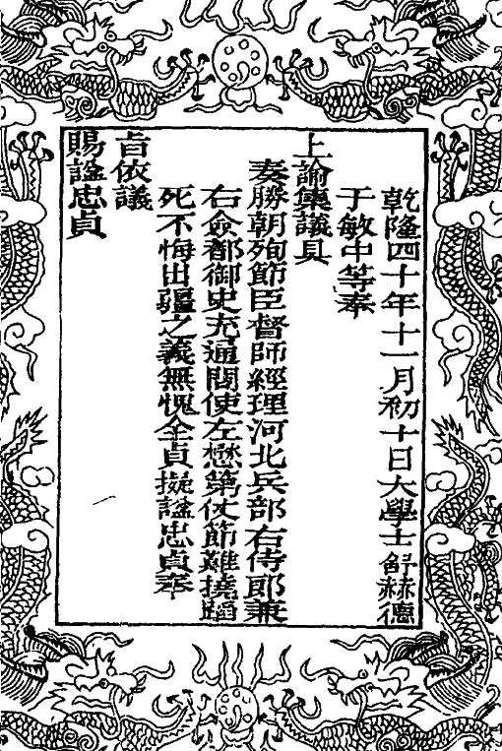 乾隆四十年十一月初十日大學士舒赫德
于敏中等奉
上諭集議具
奏勝朝殉節臣督師經理河北兵部右侍郎兼
右僉都御史充通問使左懋第仗節難撓蹈
死不悔出疆之義無愧全貞擬諡忠貞奉
旨依議
賜諡忠貞